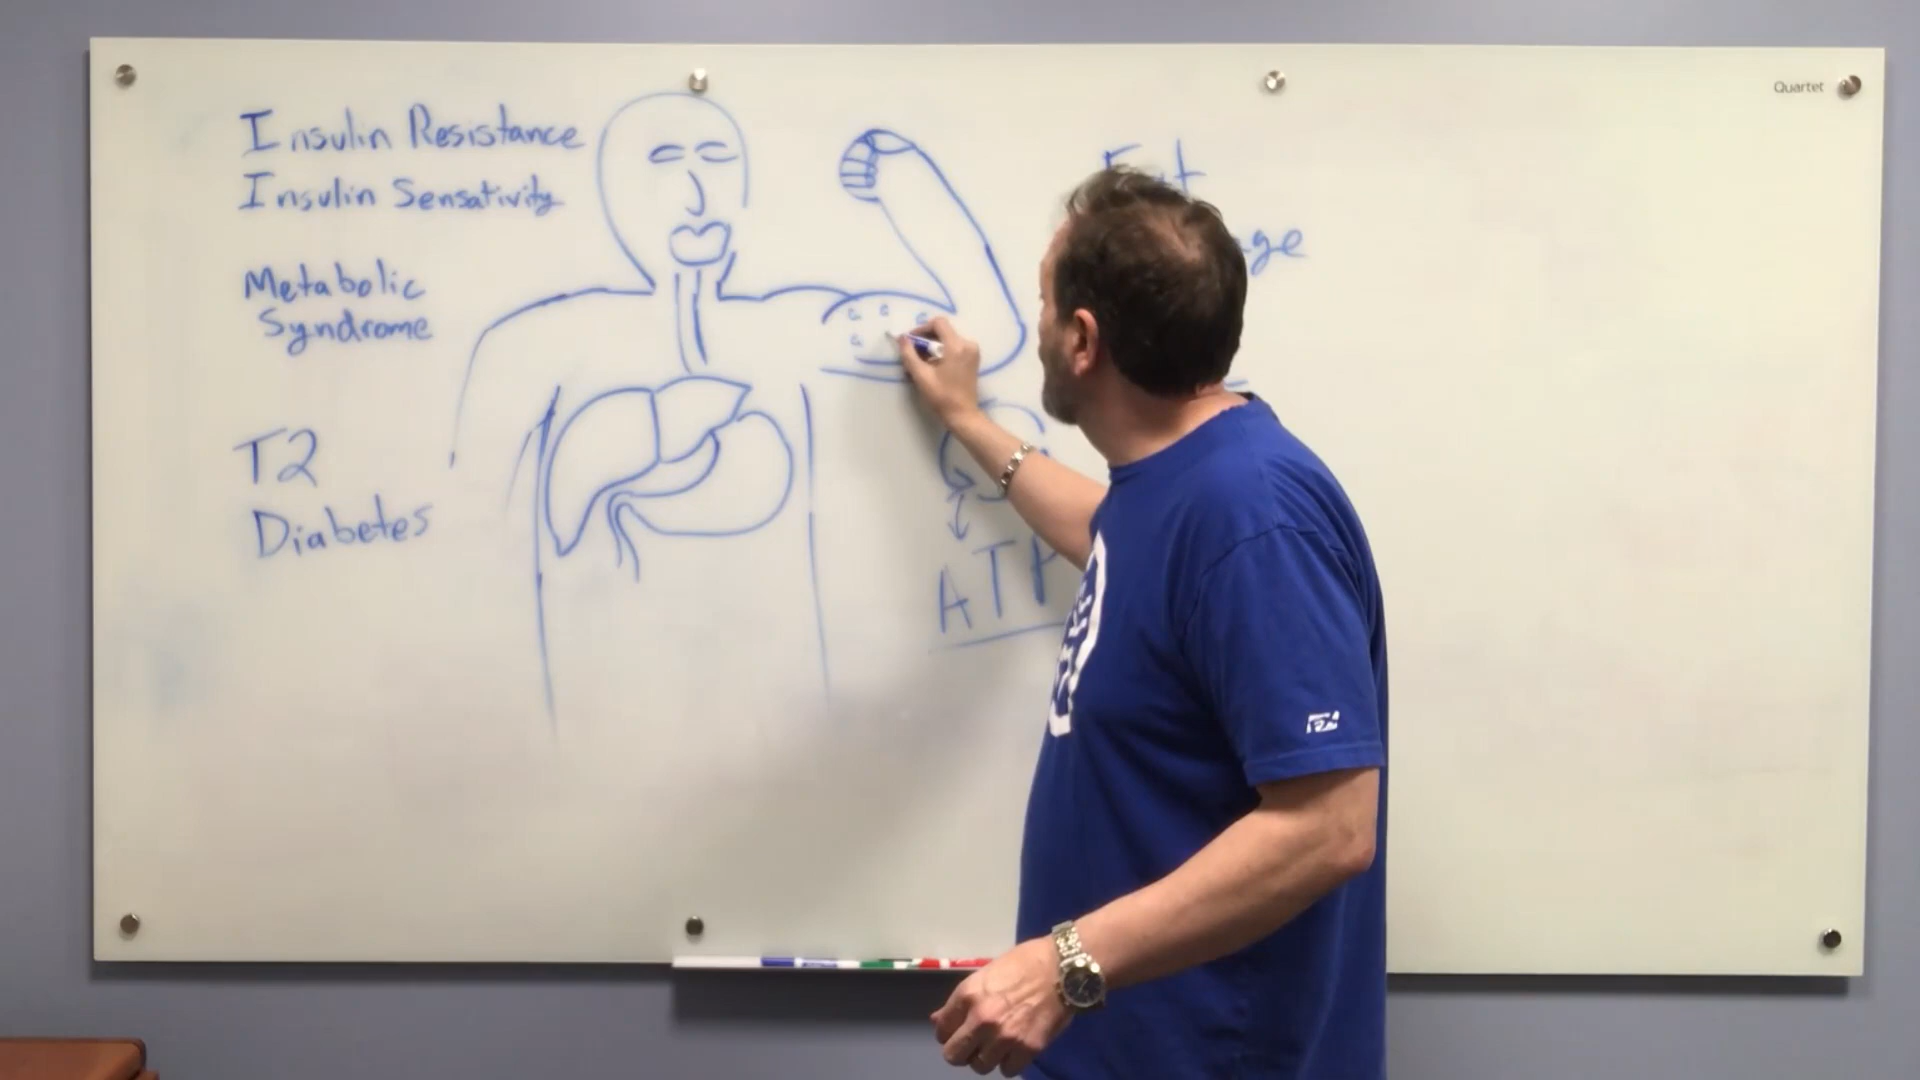 Insulin Resistance
Insulin Sensativity
Metabolic
Syndrome
T2
Diabetes
ATP
Quartet